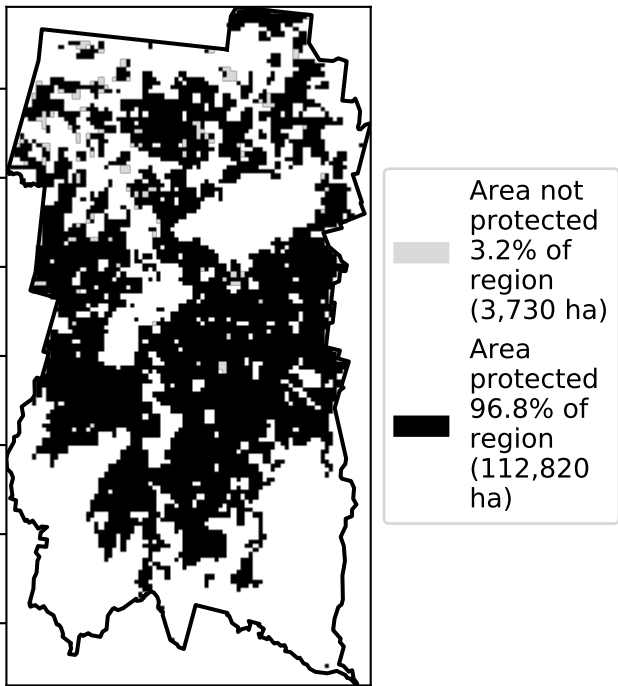 Area not
protected
3.2% of
region
(3,730 ha)
Area
protected
96.8% of
region
(112,820
ha)